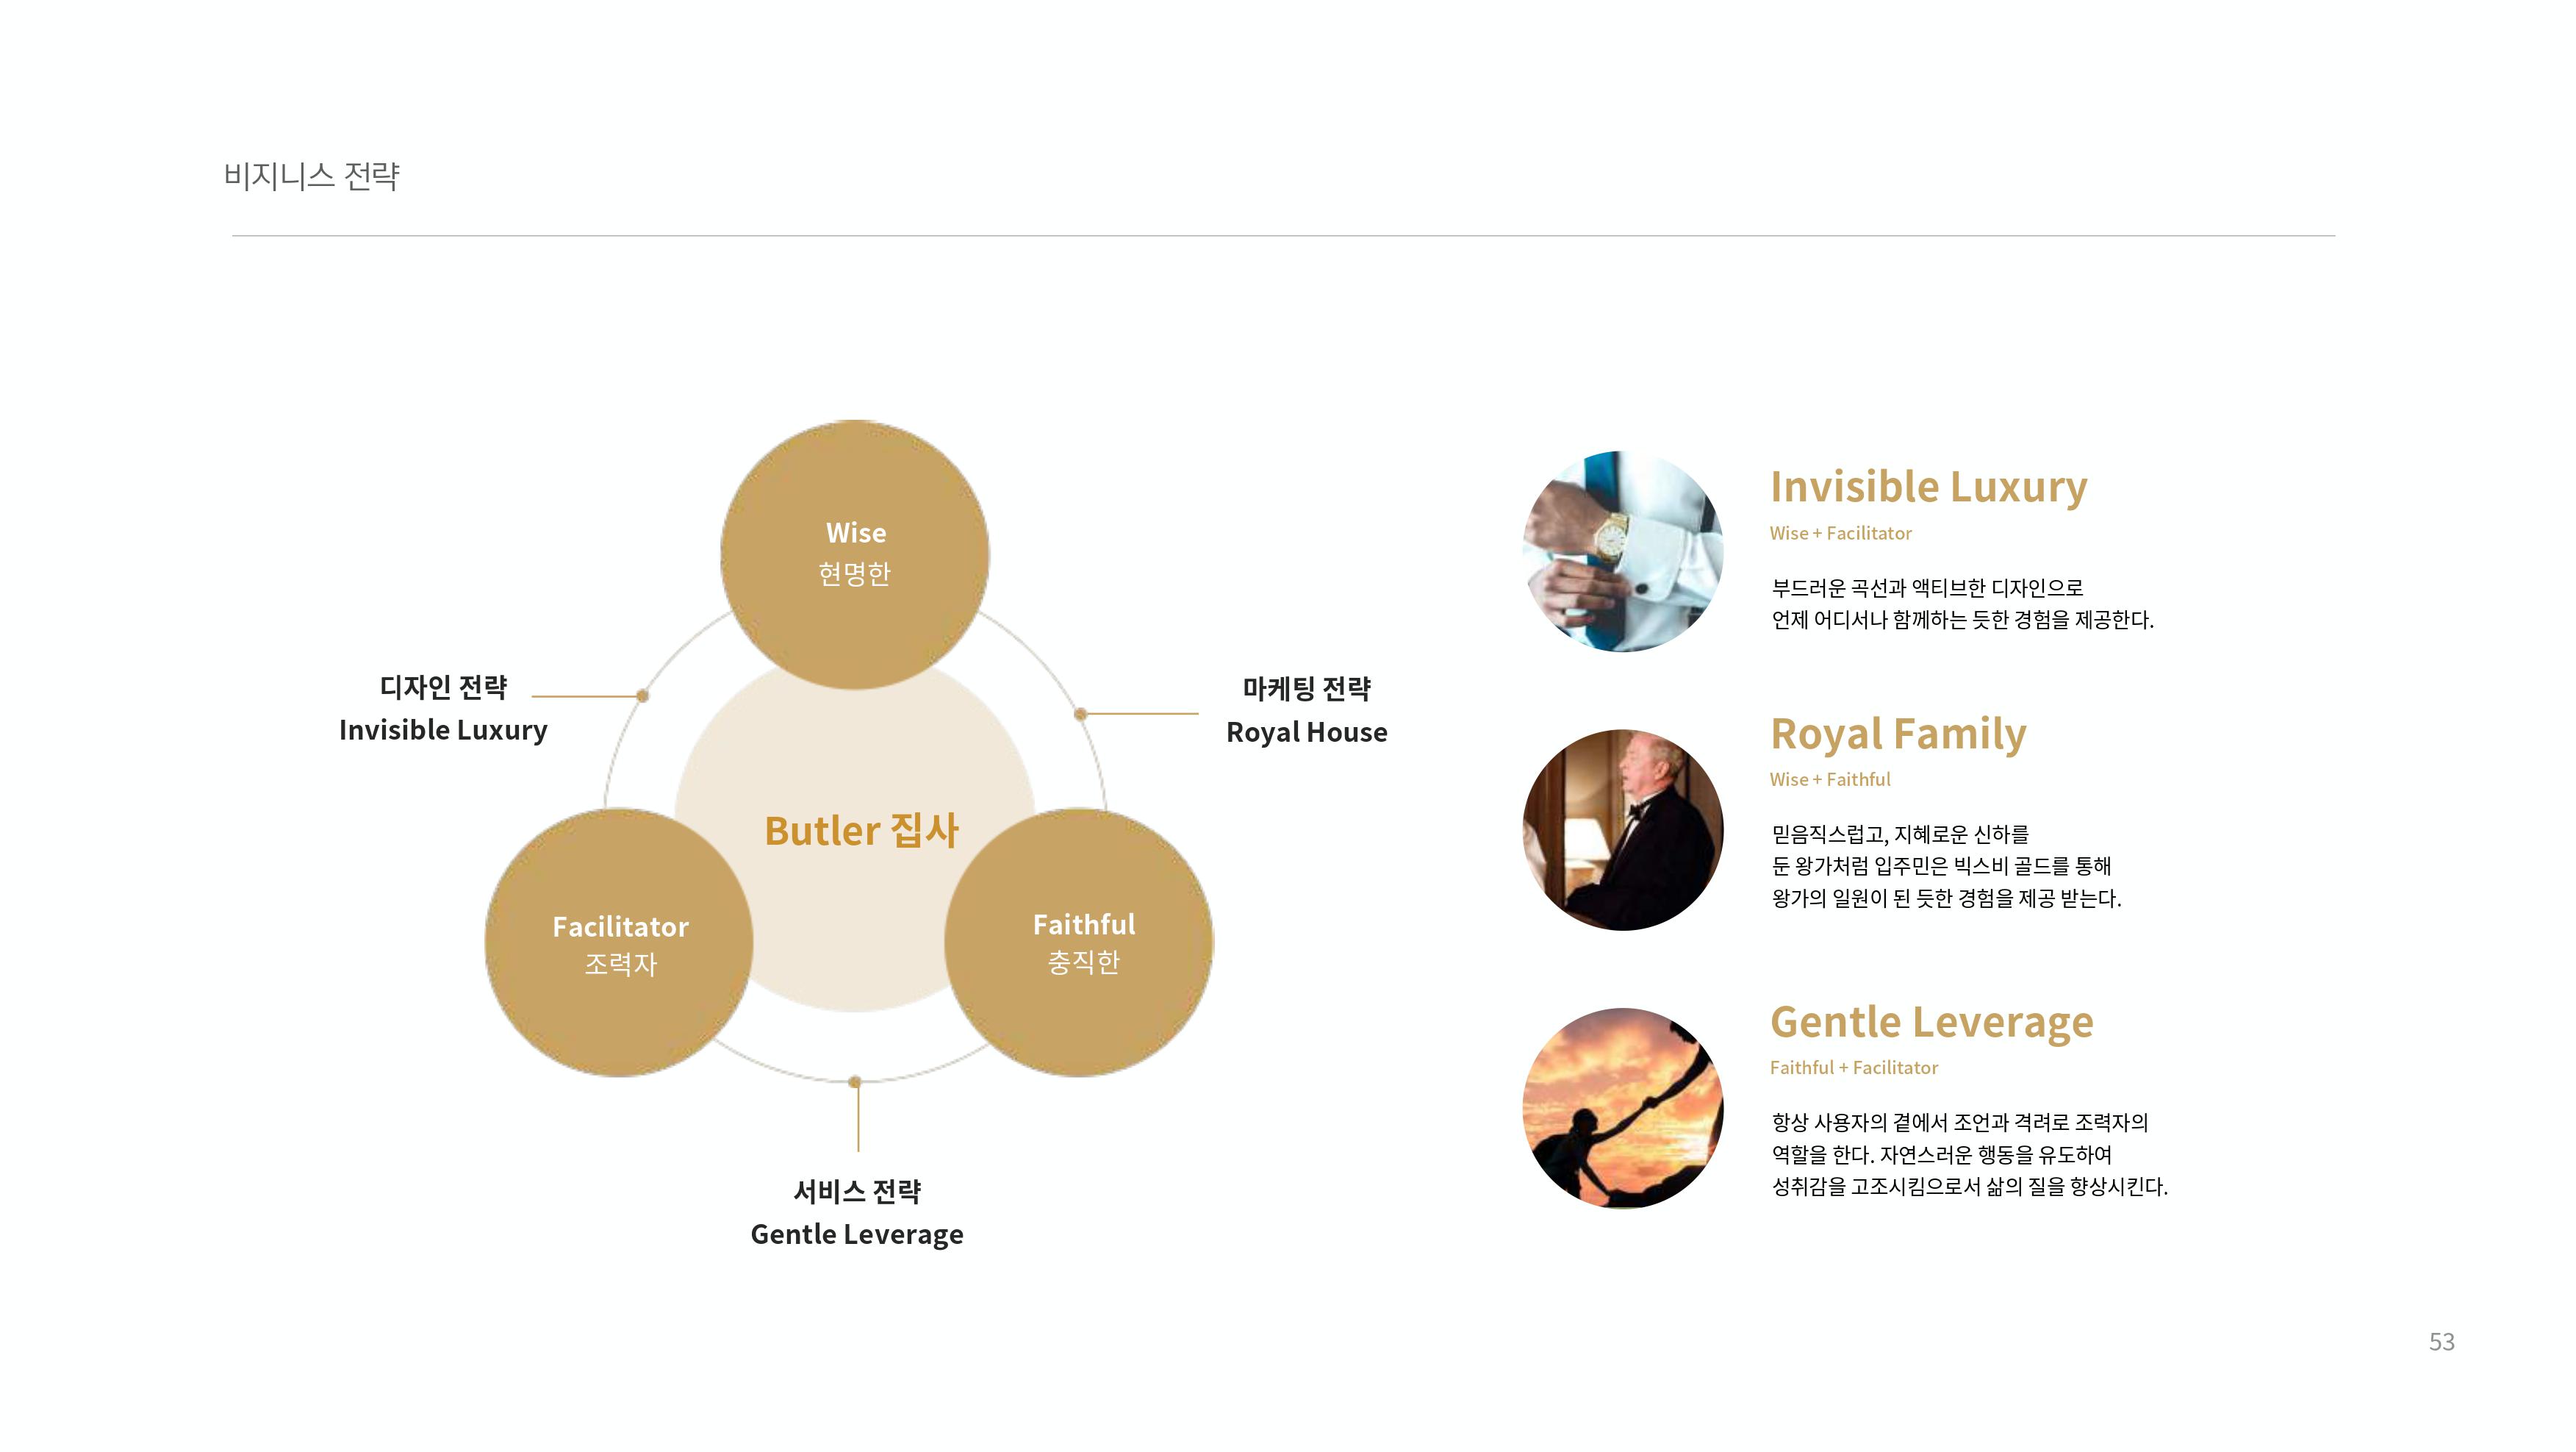 비지니스 전략
Wise
현명한
디자인 전략
Invisible Luxury
마케팅 전략
Royal House
Butler 집사
Facilitator
조력자
Faithful
충직한
서비스 전략
Gentle Leverage
Invisible Luxury
Wise + Facilitator
부드러운 곡선과 액티브한 디자인으로
언제 어디서나 함께하는 듯한 경험을 제공한다.
Royal Family
Wise + Faithful
믿음직스럽고, 지혜로운 신하를
둔 왕가처럼 입주민은 빅스비 골드를 통해
왕가의 일원이 된 듯한 경험을 제공 받는다.
Gentle Leverage
Faithful + Facilitator
항상 사용자의 곁에서 조언과 격려로 조력자의
역할을 한다. 자연스러운 행동을 유도하여
성취감을 고조시킴으로서 삶의 질을 향상시킨다.
53